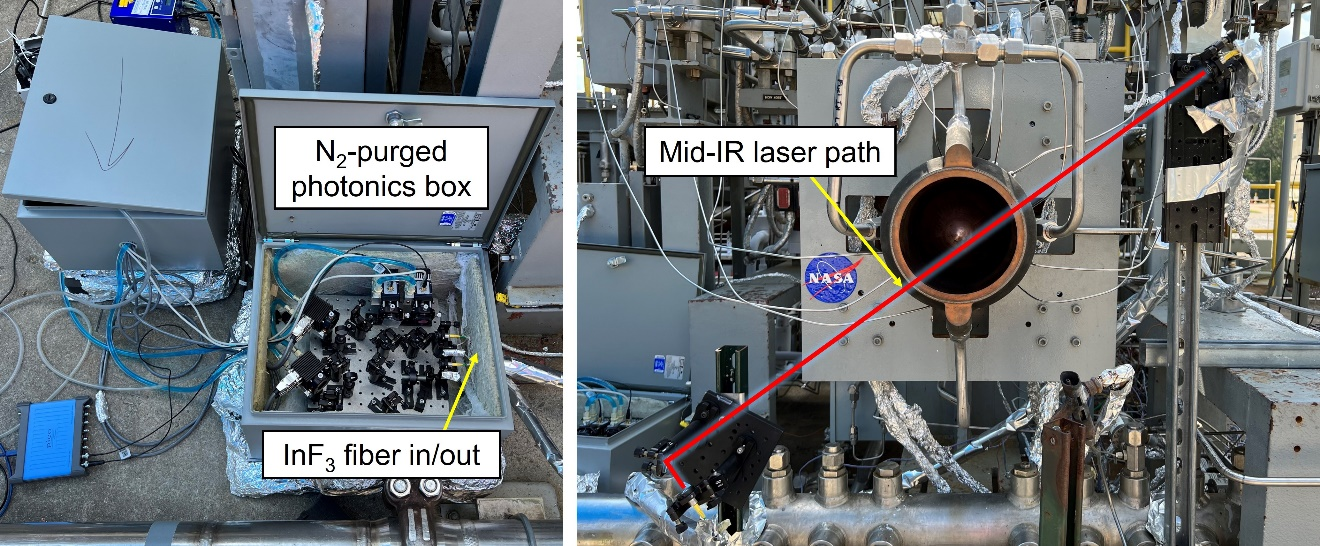 N₂-purged
photonics box
InF₃ fiber in/out
Mid-IR laser path
NASA